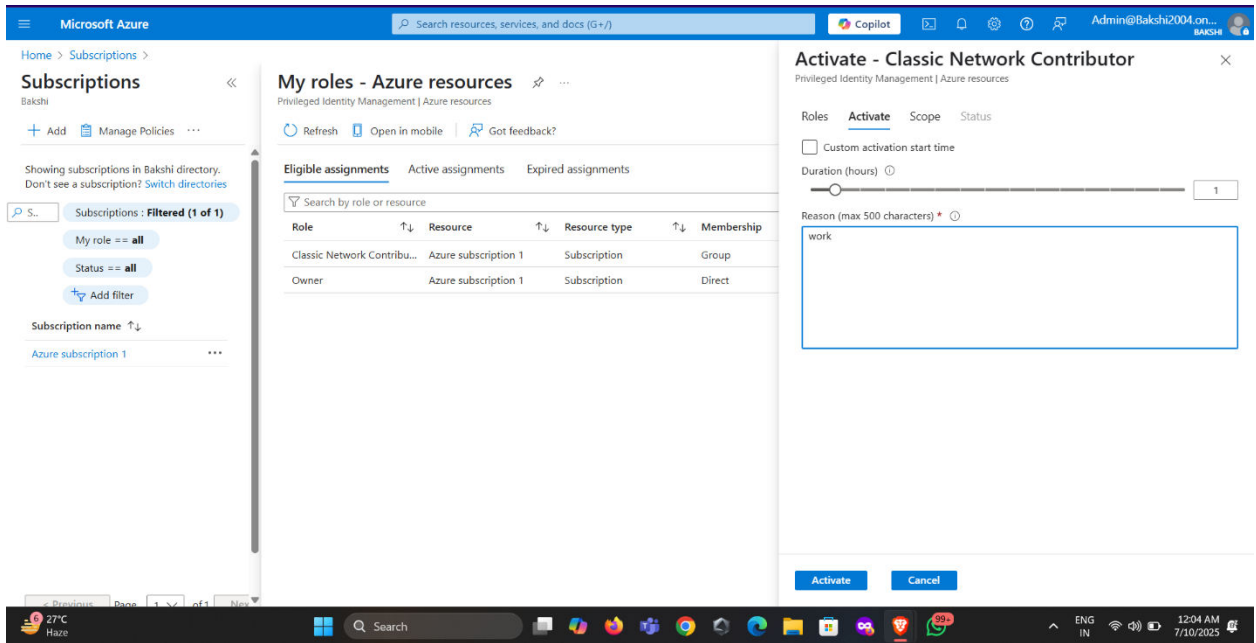 Microsoft Azure
Search resources, services, and docs (G+/)
Copilot
Admin@Bakshi2004.on...
BAKSHI
Home > Subscriptions >
Subscriptions
Bakshi
Add Manage Policies ...
Showing subscriptions in Bakshi directory.
Don't see a subscription? Switch directories
S..
Subscriptions : Filtered (1 of 1)
My role == all
Status == all
Add filter
Subscription name
Azure subscription 1 ...
< Previous Page 1 of 1 Nex
My roles - Azure resources ...
Privileged Identity Management | Azure resources
Refresh Open in mobile Got feedback?
Eligible assignments Active assignments Expired assignments
Search by role or resource
Role Resource Resource type Membership
Classic Network Contribu... Azure subscription 1 Subscription Group
Owner Azure subscription 1 Subscription Direct
Activate - Classic Network Contributor
Privileged Identity Management | Azure resources
Roles Activate Scope Status
Custom activation start time
Duration (hours)
1
Reason (max 500 characters) *
work
Activate Cancel
6
27°C
Haze
Search
99+
ENG
IN
12:04 AM
7/10/2025